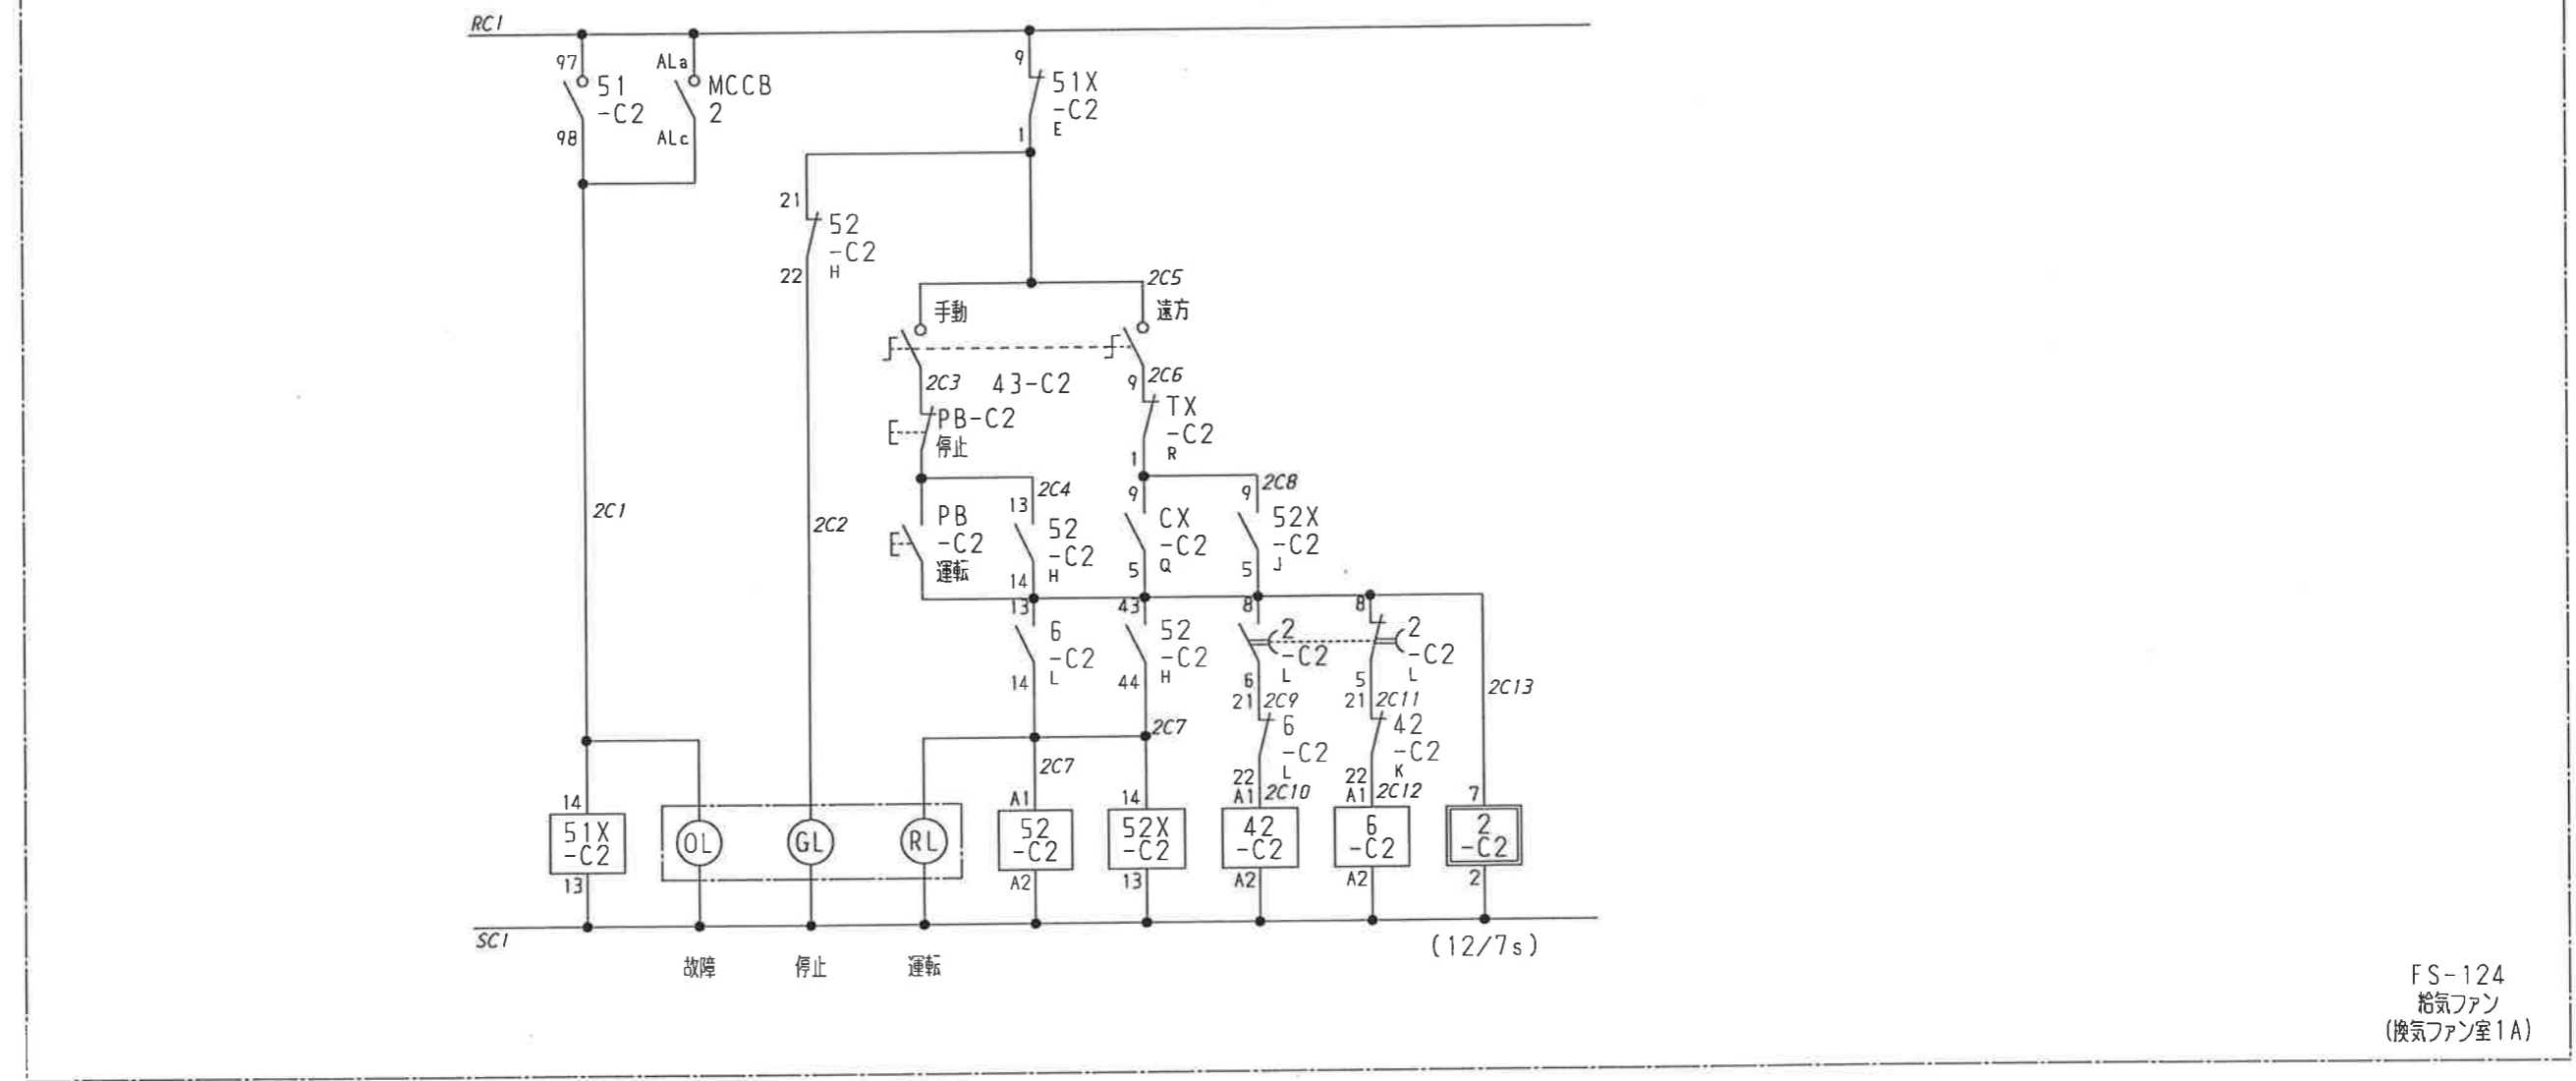 RC1
97
51
-C2
98
ALa
MCCB
2
ALc
9
51X
-C2
E
1
21
52
-C2
H
22
2C5
手動
遠方
2C3
43-C2
9
2C6
PB-C2
停止
TX
-C2
R
1
2C1
2C2
PB
-C2
運転
13
2C4
52
-C2
H
14
9
CX
-C2
Q
5
9
2C8
52X
-C2
J
5
13
6
-C2
L
14
43
52
-C2
H
44
8
2
-C2
L
6
8
2
-C2
L
5
2C13
21
2C9
6
-C2
L
22
21
2C11
42
-C2
K
22
2C7
2C7
14
51X
-C2
13
OL
GL
RL
A1
52
-C2
A2
14
52X
-C2
13
A1
2C10
42
-C2
A2
A1
2C12
6
-C2
A2
7
2
-C2
2
SC1
(12/7s)
故障
停止
運転
FS-124
給気ファン
(換気ファン室1A)